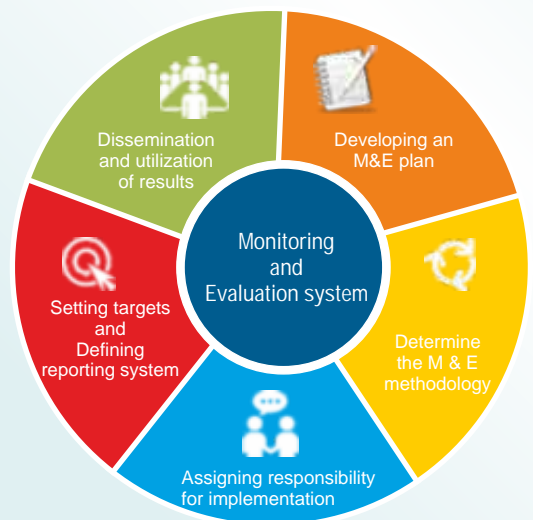 Monitoring
and
Evaluation system
Developing an
M&E plan
Determine
the M & E
methodology
Assigning responsibility
for implementation
Setting targets
and
Defining
reporting system
Dissemination
and utilization
of results